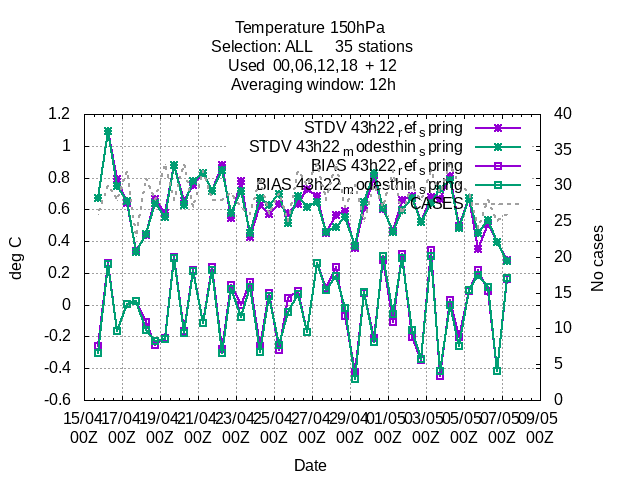 Temperature 150hPa
Selection: ALL 35 stations
Used 00,06,12,18 + 12
Averaging window: 12h
STDV 43h22_ref_spring
STDV 43h22_modesthin_spring
BIAS 43h22_ref_spring
BIAS 43h22_modesthin_spring
CASES
deg C
No cases
1.2
1
0.8
0.6
0.4
0.2
0
-0.2
-0.4
-0.6
40
35
30
25
20
15
10
5
0
15/04 17/04 19/04 21/04 23/04 25/04 27/04 29/04 01/05 03/05 05/05 07/05 09/05
00Z 00Z 00Z 00Z 00Z 00Z 00Z 00Z 00Z 00Z 00Z 00Z 00Z
Date